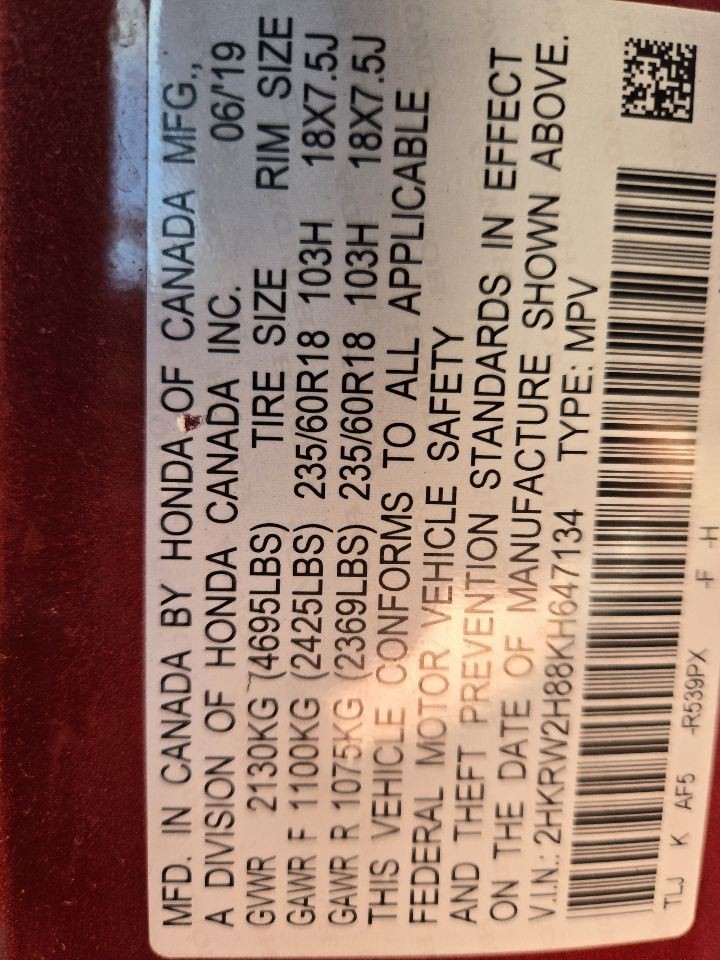 MFD. IN CANADA BY HONDA OF CANADA MFG.,
A DIVISION OF HONDA CANADA INC. 06/'19
GVWR 2130KG (4695LBS) TIRE SIZE RIM SIZE
GAWR F 1100KG (2425LBS) 235/60R18 103H 18X7.5J
GAWR R 1075KG (2369LBS) 235/60R18 103H 18X7.5J
THIS VEHICLE CONFORMS TO ALL APPLICABLE
FEDERAL MOTOR VEHICLE SAFETY
AND THEFT PREVENTION STANDARDS IN EFFECT
ON THE DATE OF MANUFACTURE SHOWN ABOVE.
V.I.N.: 2HKRW2H88KH647134 TYPE: MPV
TLJ K AF5 -R539PX -F -H